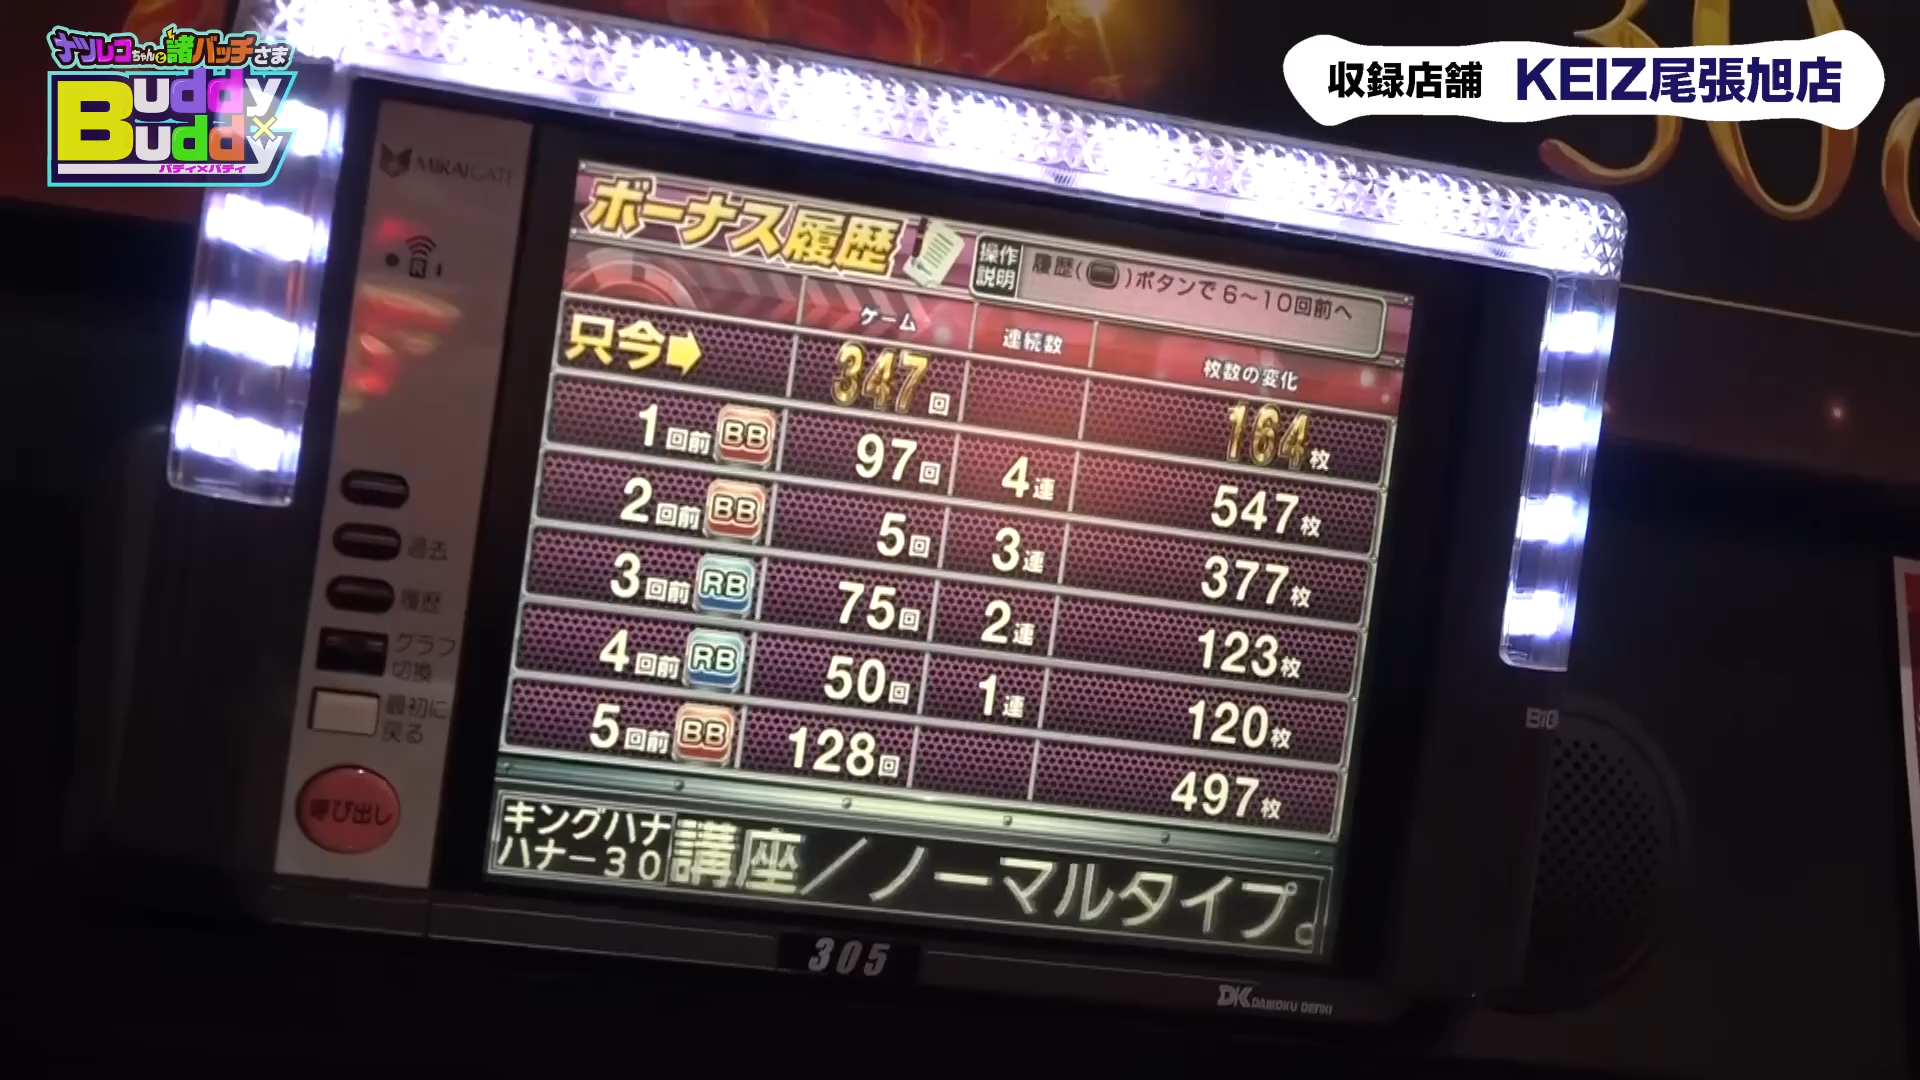 ナツレコちゃんと諸バッチさま
Buddy×
Buddy
バディ×バディ
収録店舗 KEIZ尾張旭店
MIRAIGATE
ボーナス履歴
操作説明 履歴( )ボタンで6～10回前へ
ゲーム 連続数 枚数の変化
只今 347回 164枚
1回前 BB 97回 4連 547枚
2回前 BB 5回 3連 377枚
3回前 RB 75回 2連 123枚
4回前 RB 50回 1連 120枚
5回前 BB 128回 497枚
キングハナハナー30 講座／ノーマルタイプ。
過去
履歴
グラフ切換
最初に戻る
呼び出し
305
DK DAIKOKU DENKI
BIG
30